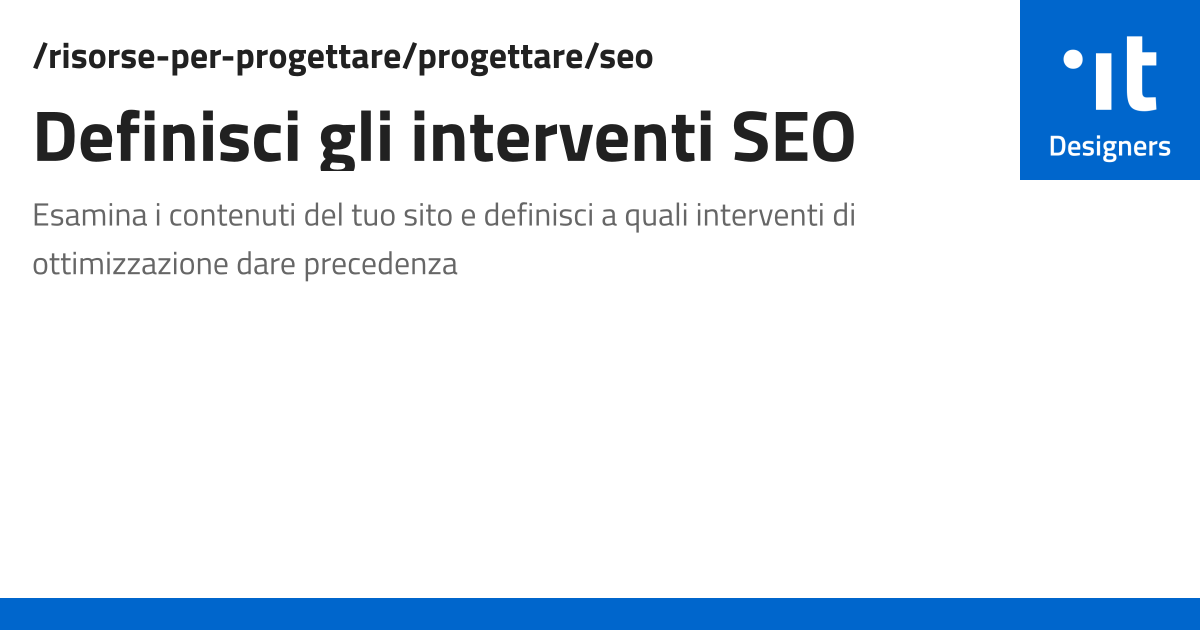 /risorse-per-progettare/progettare/seo
Definisci gli interventi SEO
Esamina i contenuti del tuo sito e definisci a quali interventi di
ottimizzazione dare precedenza
it
Designers